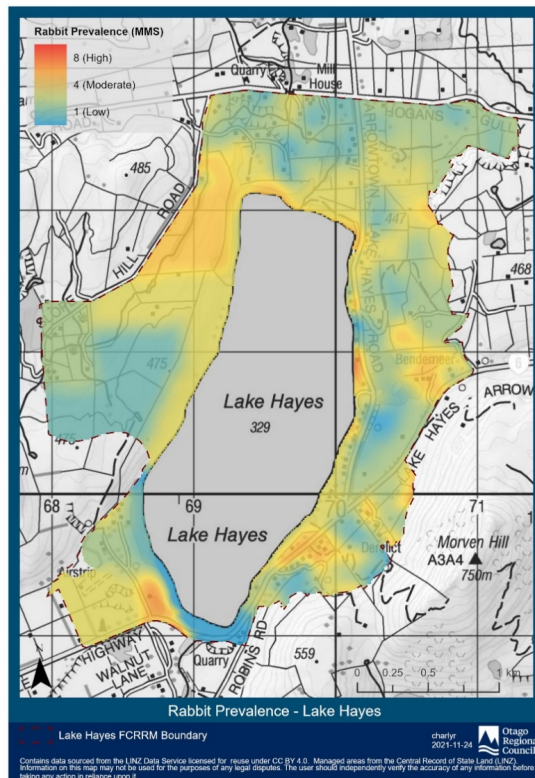 Rabbit Prevalence (MMS)
8 (High)
4 (Moderate)
1 (Low)
Quarry
Mill
House
ROAD
HOGANS
GULLY
485
ROAD
HILL
ARROWTOWN
LAKE HAYES
ROAD
447
468
475
Bendemeer
6
ARROW
Lake Hayes
329
LAKE HAYES
475
68
69
70
71
Lake Hayes
Morven Hill
A3A4
750m
Derelict
Airstrip
HIGHWAY
WALNUT
LANE
Quarry
ROBINS RD
559
N
0 0.25 0.5 1 km
Rabbit Prevalence - Lake Hayes
Lake Hayes FCRRM Boundary
charlyr
2021-11-24
Otago
Regional
Council
Contains data sourced from the LINZ Data Service licensed for reuse under CC BY 4.0. Managed areas from the Central Record of State Land (LINZ).
Information on this map may not be used for the purposes of any legal disputes. The user should independently verify the accuracy of any information before
taking any action in reliance upon it.